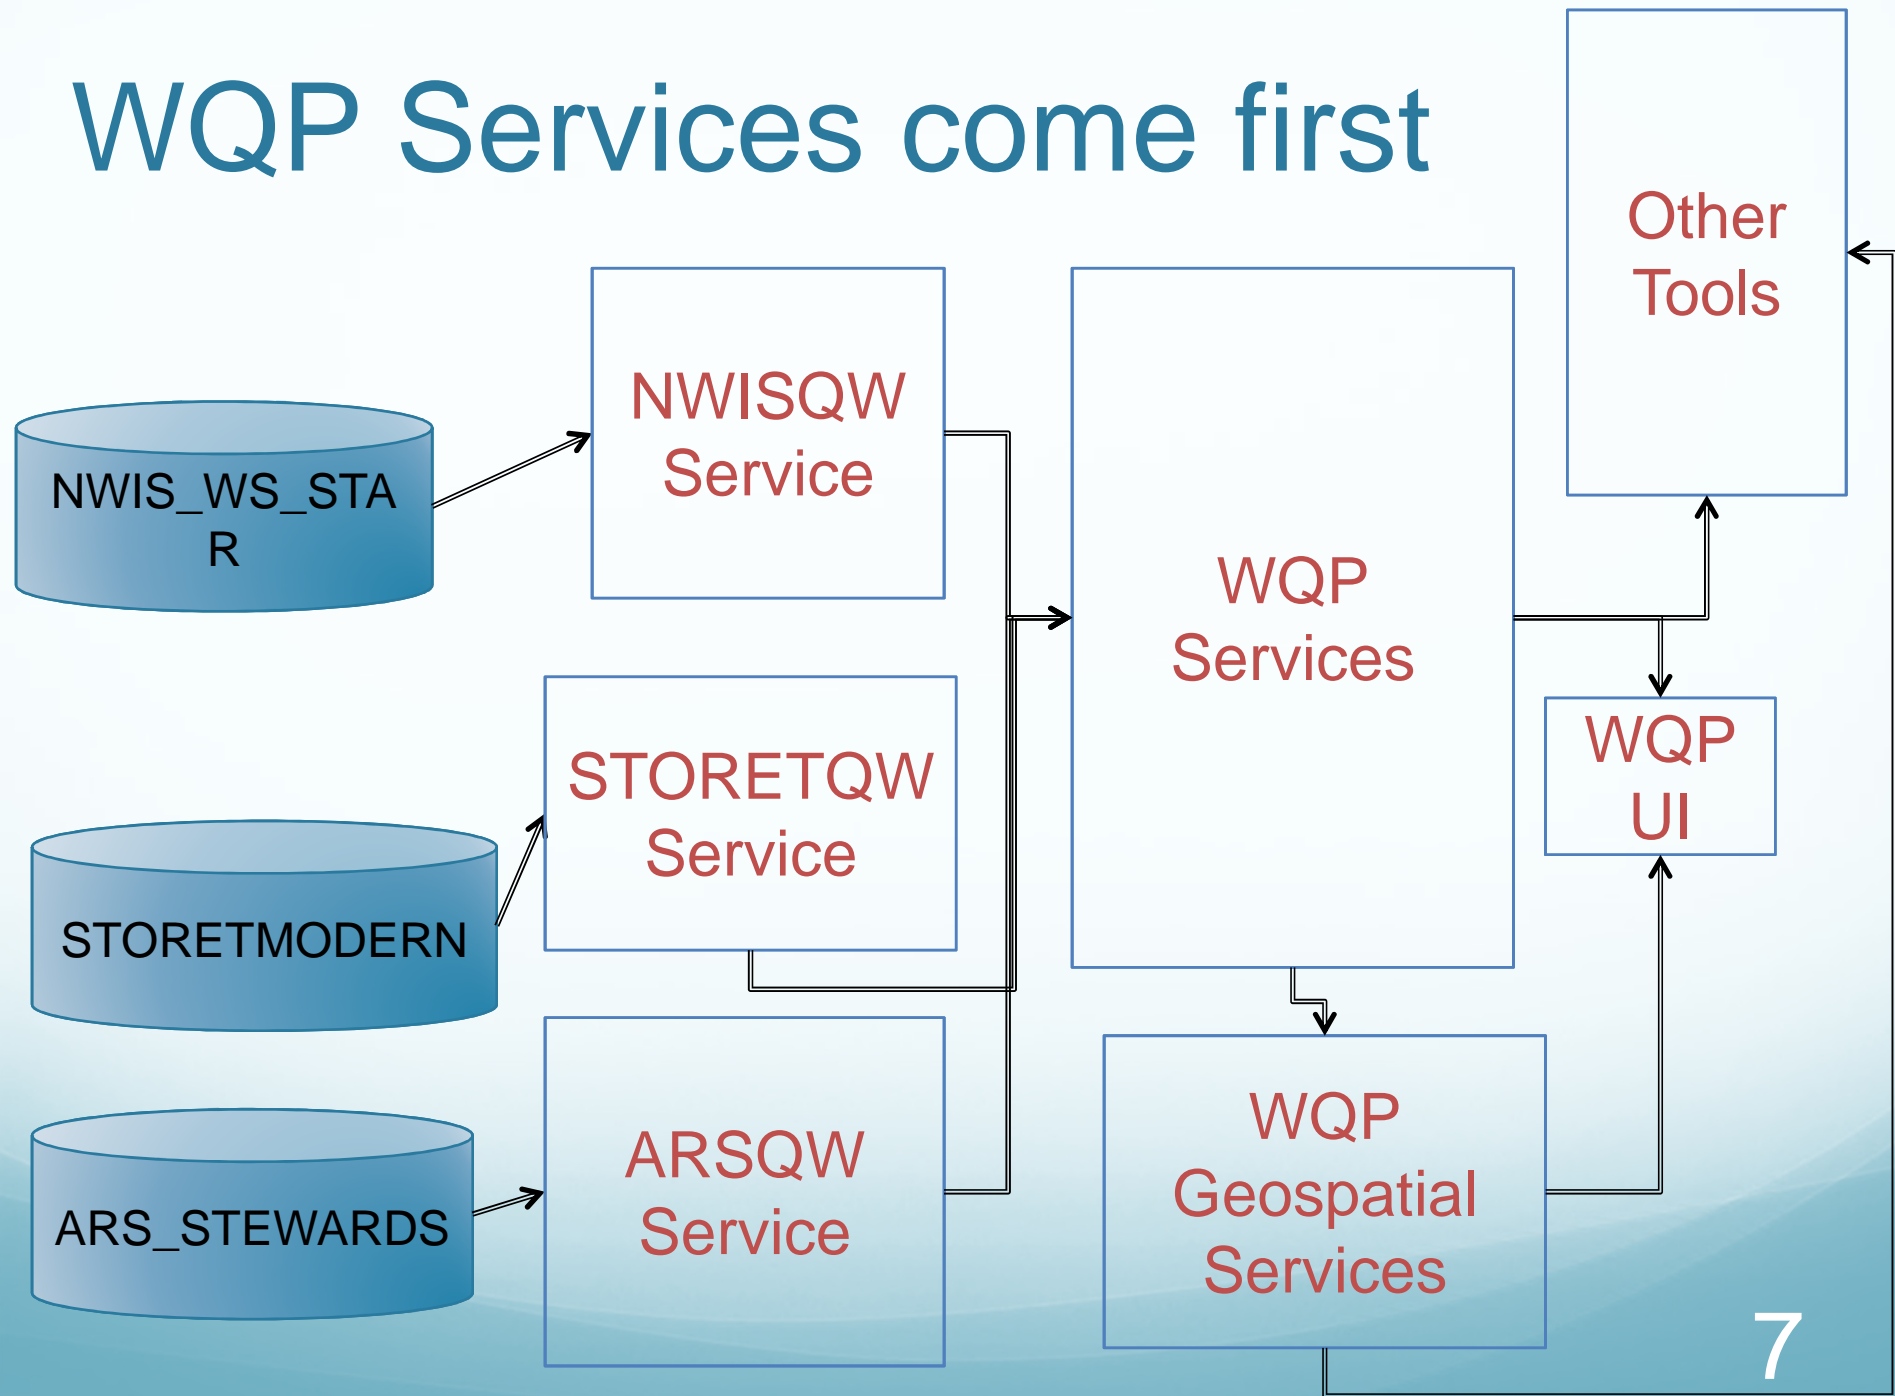 WQP Services come first
Other
Tools
NWISQW
Service
NWIS_WS_STA
R
WQP
Services
STORETQW
Service
WQP
UI
STORETMODERN
ARSQW
Service
ARS_STEWARDS
WQP
Geospatial
Services
7